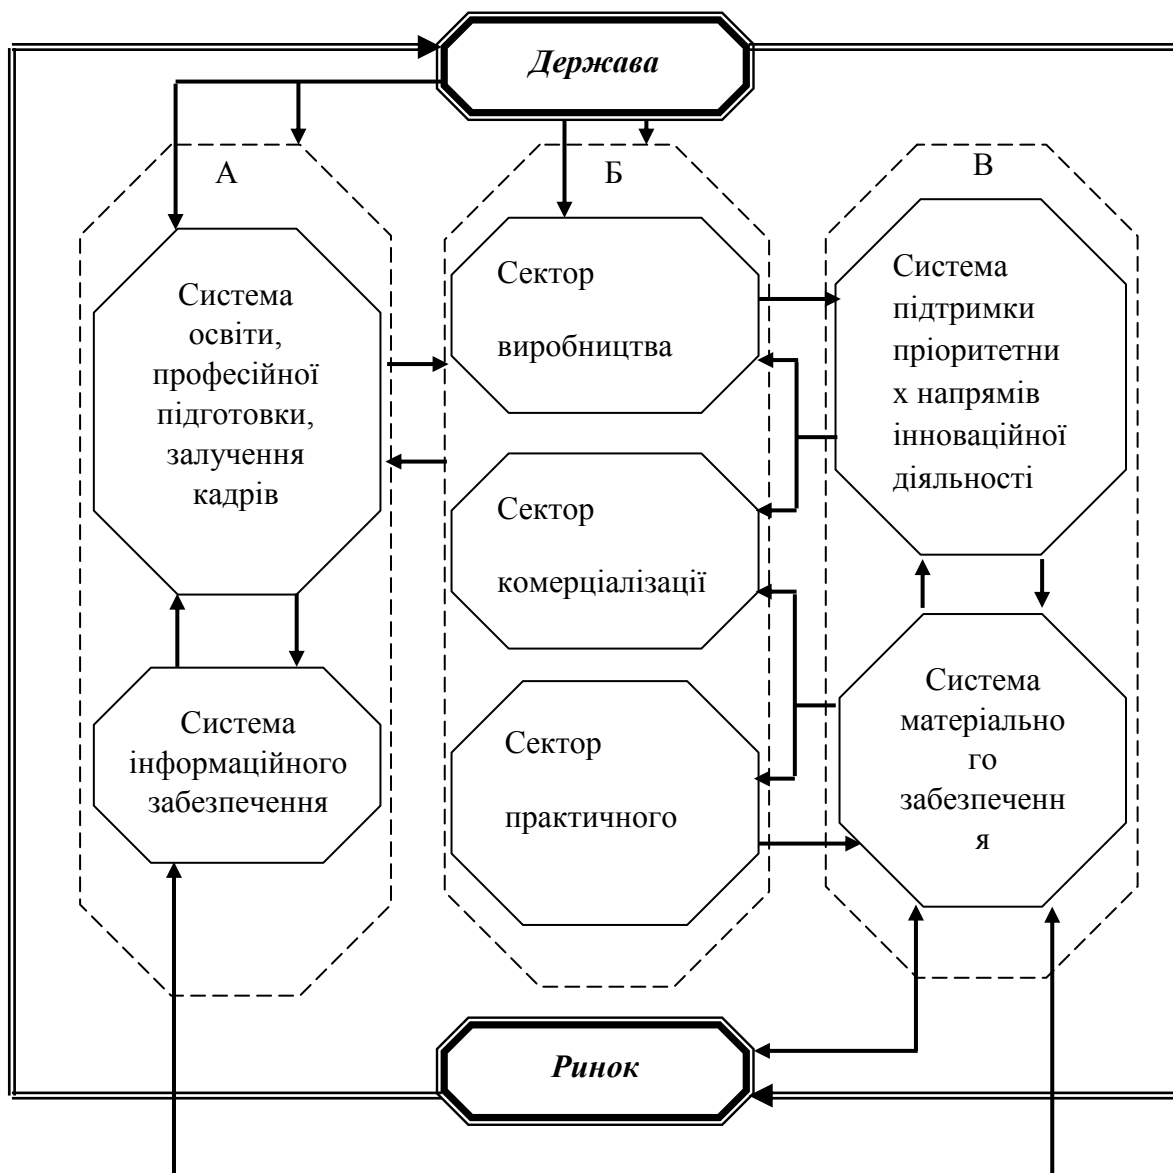 Держава
А
Б
В
Система
освіти,
професійної
підготовки,
залучення
кадрів
Система
інформаційного
забезпечення
Сектор
виробництва
Сектор
комерціалізації
Сектор
практичного
Система
підтримки
пріоритетни
х напрямів
інноваційної
діяльності
Система
матеріально
го
забезпеченн
я
Ринок